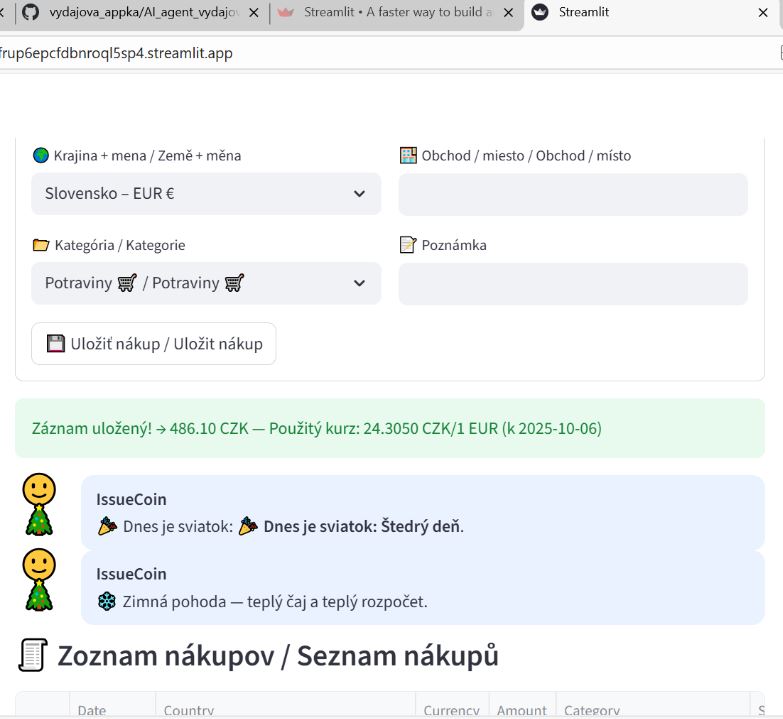 vydajova_appka/AI_agent_vydajo
Streamlit • A faster way to build a
Streamlit
frup6epcfdbnroql5sp4.streamlit.app
Krajina + mena / Země + měna
Obchod / miesto / Obchod / místo
Slovensko – EUR €
Kategória / Kategorie
Poznámka
Potraviny 🛒 / Potraviny 🛒
Uložiť nákup / Uložit nákup
Záznam uložený! → 486.10 CZK — Použitý kurz: 24.3050 CZK/1 EUR (k 2025-10-06)
IssueCoin
🎉 Dnes je sviatok: 🎉 Dnes je sviatok: Štedrý deň.
IssueCoin
❄️ Zimná pohoda — teplý čaj a teplý rozpočet.
Zoznam nákupov / Seznam nákupů
Date
Country
Currency
Amount
Category
S